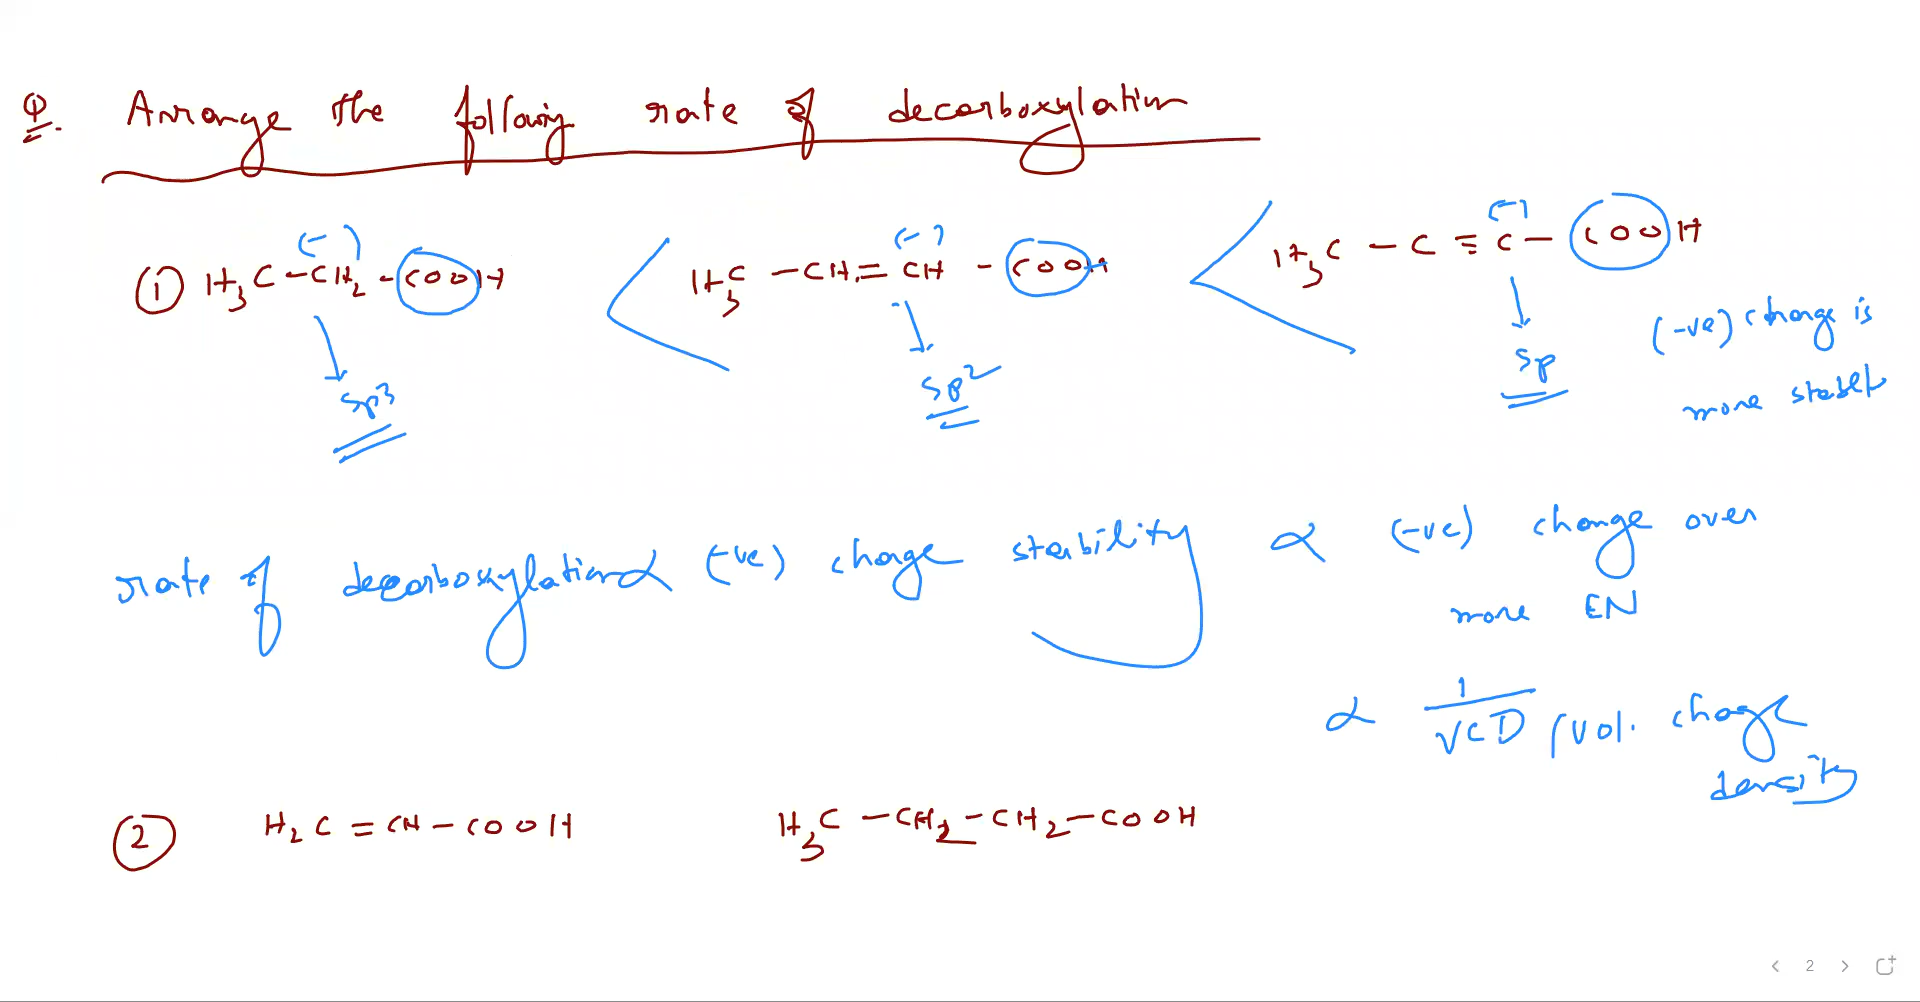 Q. Arrange the following rate of decarboxylation
(-) (-) (-)
① H₃C-CH₂-COOH < H₃C-CH=CH-COOH < H₃C-C≡C-COOH
sp³ sp² sp
(-ve) charge is
more stable
rate of decarboxylation ∝ (-ve) charge stability ∝ (-ve) charge over
more EN
∝ 1/VCD (vol. charge
density
② H₂C=CH-COOH H₃C-CH₂-CH₂-COOH
2